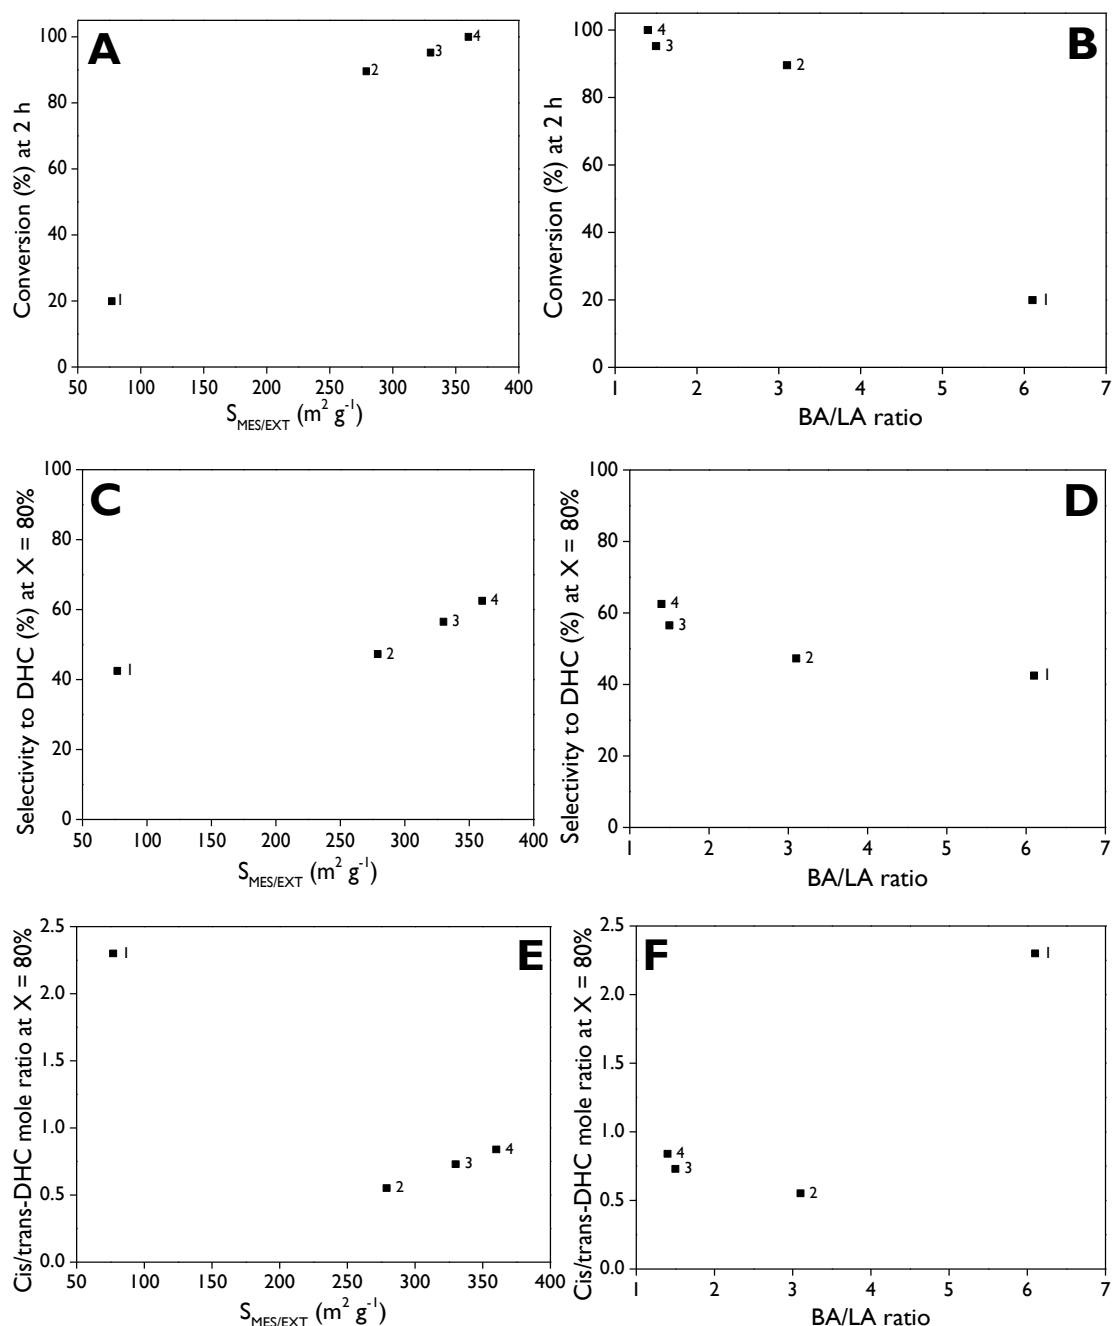 A
Conversion (%) at 2 h
100
80
60
40
20
0
1
2
3
4
50 100 150 200 250 300 350 400
S_MES/EXT (m² g⁻¹)
B
Conversion (%) at 2 h
100
80
60
40
20
0
4
3
2
1
1 2 3 4 5 6 7
BA/LA ratio
C
Selectivity to DHC (%) at X = 80%
100
80
60
40
20
0
1
2
3
4
50 100 150 200 250 300 350 400
S_MES/EXT (m² g⁻¹)
D
Selectivity to DHC (%) at X = 80%
100
80
60
40
20
0
4
3
2
1
1 2 3 4 5 6 7
BA/LA ratio
E
Cis/trans-DHC mole ratio at X = 80%
2.5
2.0
1.5
1.0
0.5
0.0
1
2
3
4
50 100 150 200 250 300 350 400
S_MES/EXT (m² g⁻¹)
F
Cis/trans-DHC mole ratio at X = 80%
2.5
2.0
1.5
1.0
0.5
0.0
4
3
2
1
1 2 3 4 5 6 7
BA/LA ratio